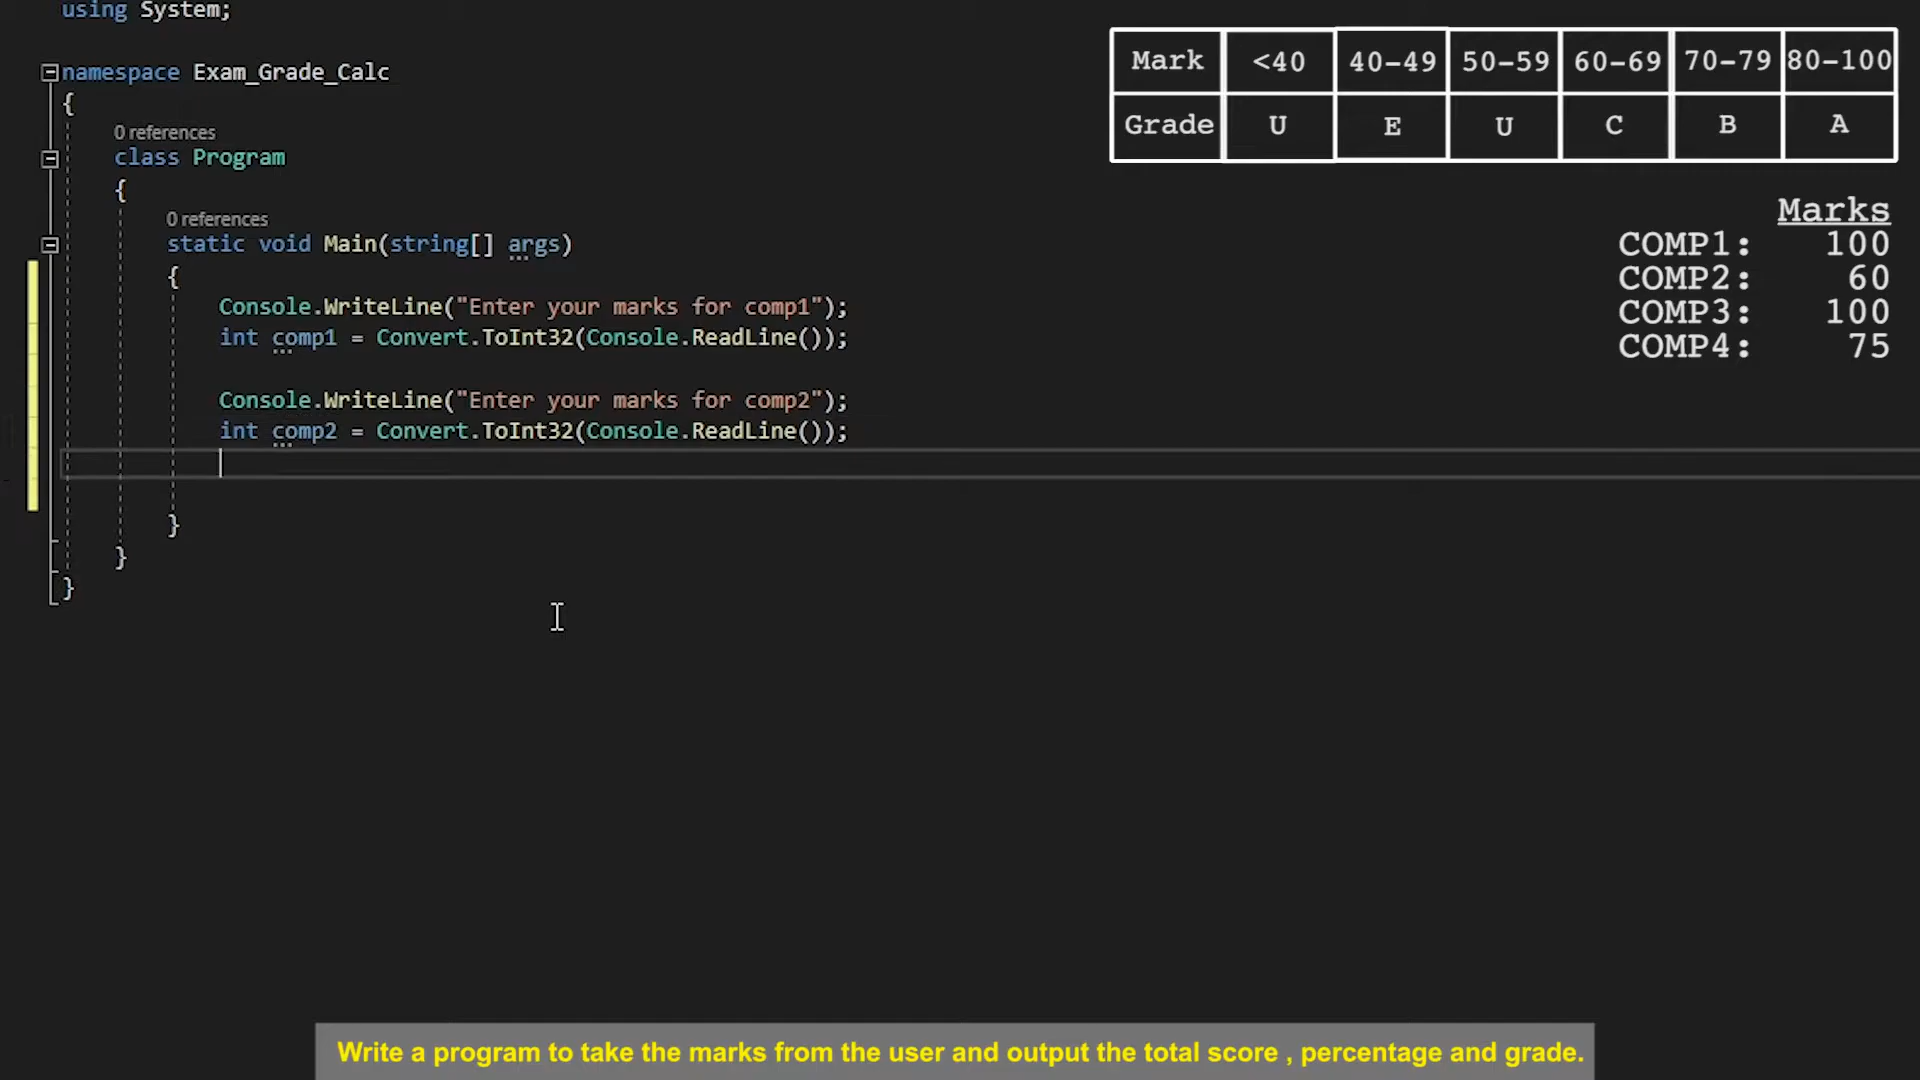 using System;
namespace Exam_Grade_Calc
{
0 references
class Program
{
0 references
static void Main(string[] args)
{
Console.WriteLine("Enter your marks for comp1");
int comp1 = Convert.ToInt32(Console.ReadLine());
Console.WriteLine("Enter your marks for comp2");
int comp2 = Convert.ToInt32(Console.ReadLine());
}
}
}
Mark <40 40-49 50-59 60-69 70-79 80-100
Grade U E U C B A
Marks
COMP1: 100
COMP2: 60
COMP3: 100
COMP4: 75
Write a program to take the marks from the user and output the total score , percentage and grade.